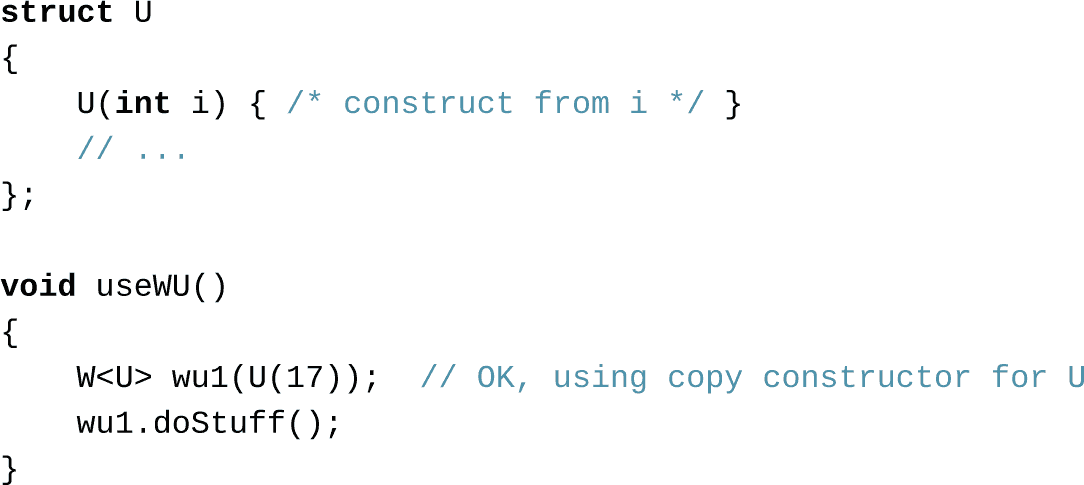 struct U
{
    U(int i) { /* construct from i */ }
    // ...
};

void useWU()
{
    W<U> wu1(U(17));  // OK, using copy constructor for U
    wu1.doStuff();
}